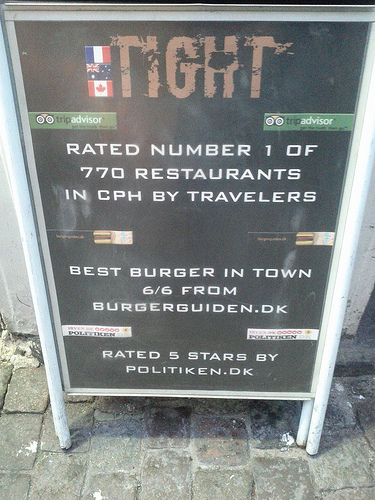 TIGHT
tripadvisor tripadvisor
RATED NUMBER 1 OF
770 RESTAURANTS
IN CPH BY TRAVELERS
BEST BURGER IN TOWN
6/6 FROM
BURGERGUIDEN.DK
POLITIKEN POLITIKEN
RATED 5 STARS BY
POLITIKEN.DK